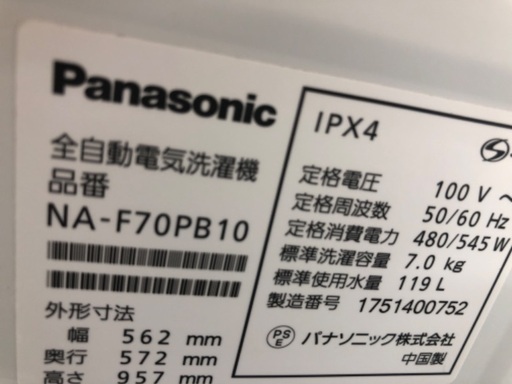 Panasonic
全自動電気洗濯機
品番
NA-F70PB10
外形寸法
幅 562 mm
奥行 572 mm
高さ 957 mm
IPX4
定格電圧 100 V ~
定格周波数 50/60 Hz
定格消費電力 480/545 W
標準洗濯容量 7.0 kg
標準使用水量 119 L
製造番号 1751400752
PS E パナソニック株式会社
中国製